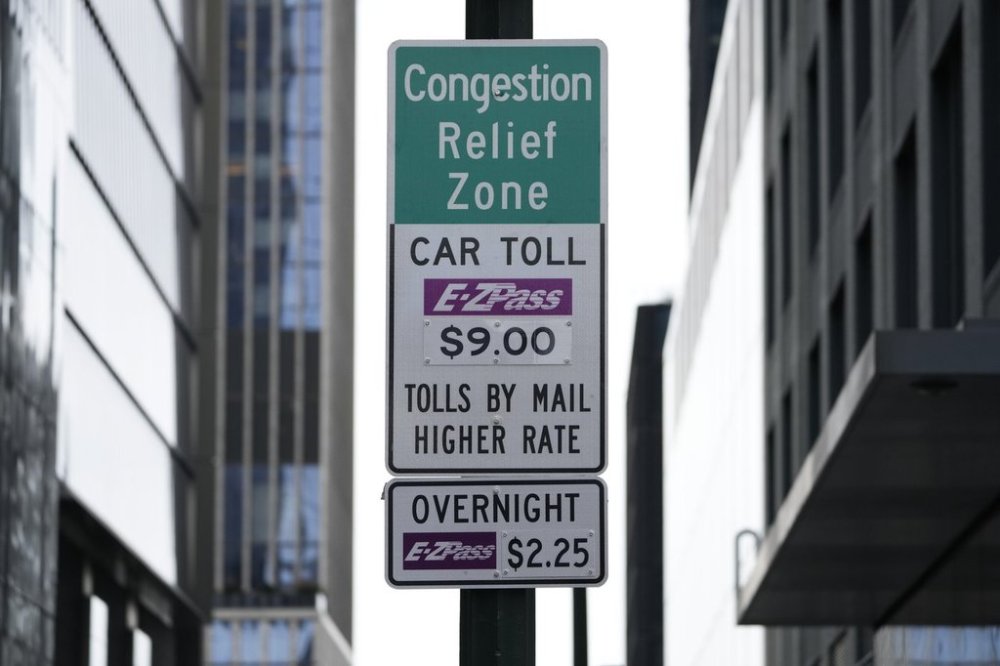 Congestion
Relief
Zone
CAR TOLL
E-ZPass
$9.00
TOLLS BY MAIL
HIGHER RATE
OVERNIGHT
E-ZPass $2.25